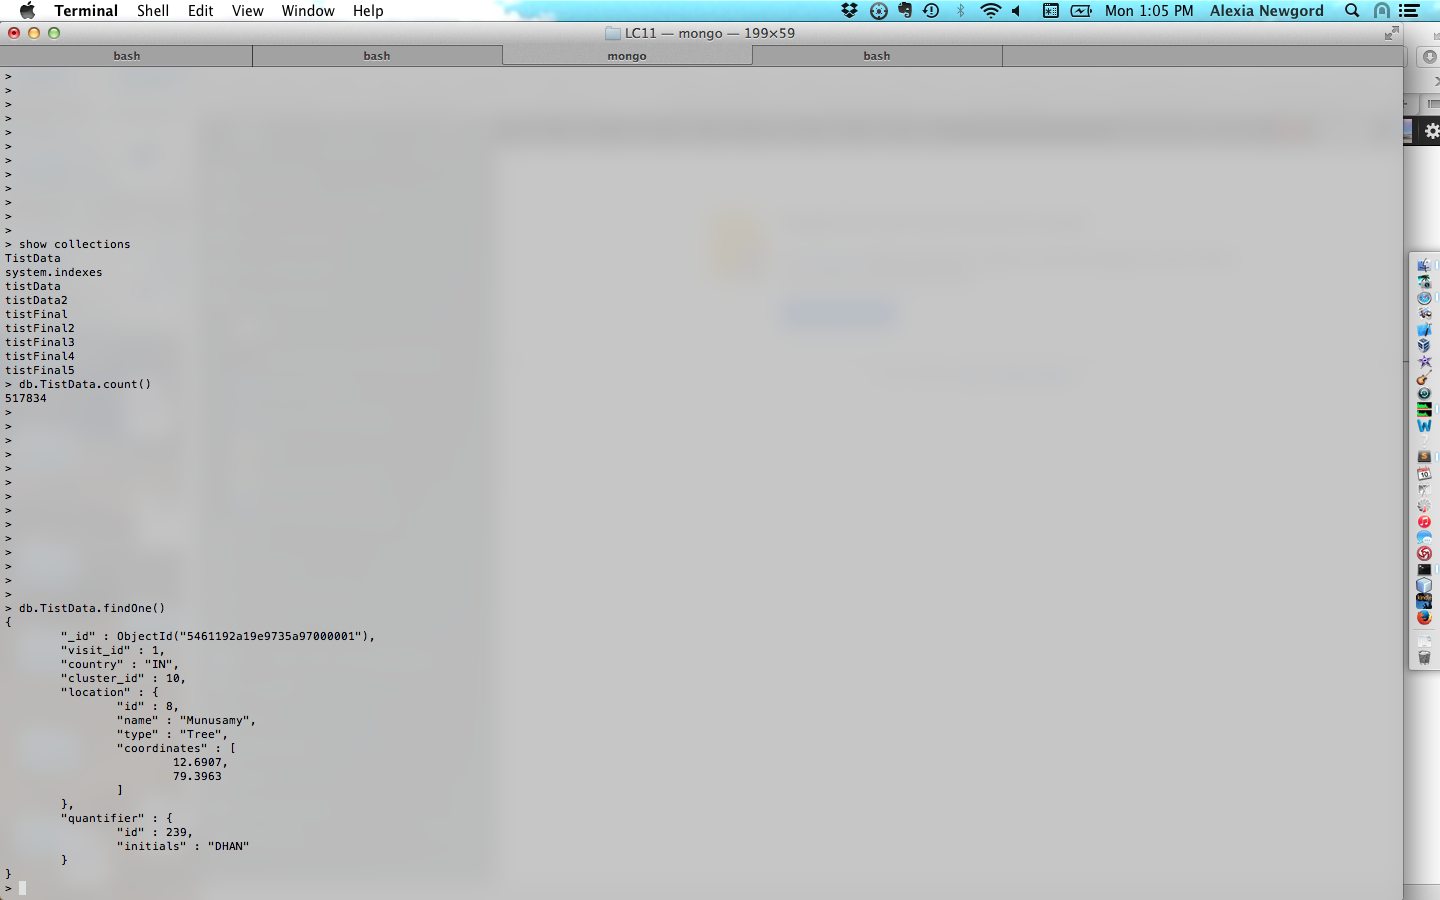 Terminal Shell Edit View Window Help Mon 1:05 PM Alexia Newgord
LC11 — mongo — 199×59
bash bash mongo bash
>
>
>
>
>
>
>
>
>
>
>
>
> show collections
TistData
system.indexes
tistData
tistData2
tistFinal
tistFinal2
tistFinal3
tistFinal4
tistFinal5
> db.TistData.count()
517834
>
>
>
>
>
>
>
>
>
>
>
>
>
>
> db.TistData.findOne()
{
"_id" : ObjectId("5461192a19e9735a97000001"),
"visit_id" : 1,
"country" : "IN",
"cluster_id" : 10,
"location" : {
"id" : 8,
"name" : "Munusamy",
"type" : "Tree",
"coordinates" : [
12.6907,
79.3963
]
},
"quantifier" : {
"id" : 239,
"initials" : "DHAN"
}
}
>